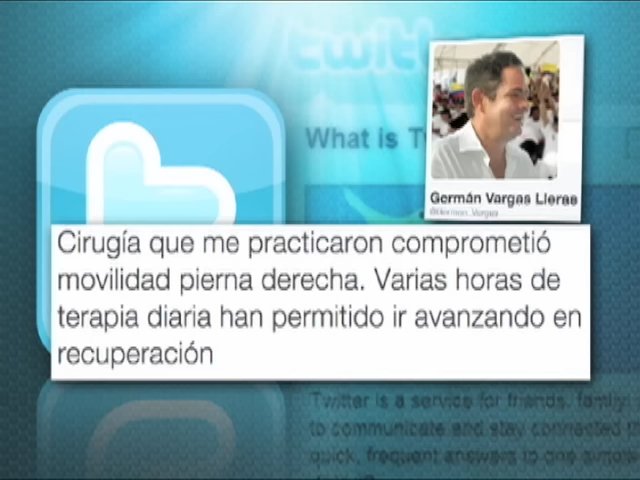 twitt
What is Tw
Germán Vargas Lleras
@German_Vargas
Cirugía que me practicaron comprometió
movilidad pierna derecha. Varias horas de
terapia diaria han permitido ir avanzando en
recuperación
Twitter is a service for friends, family
to communicate and stay connected
quick, frequent answers to one simple